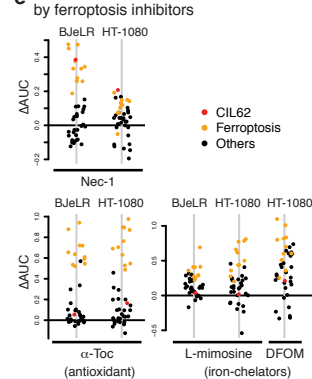 by ferroptosis inhibitors
BJeLR HT-1080
ΔAUC
0.4
0.2
0.0
−0.2
Nec-1
CIL62
Ferroptosis
Others
BJeLR HT-1080
ΔAUC
1.0
0.8
0.6
0.4
0.2
0.0
α-Toc
(antioxidant)
BJeLR HT-1080 HT-1080
1.0
0.5
0.0
−0.5
L-mimosine DFOM
(iron-chelators)